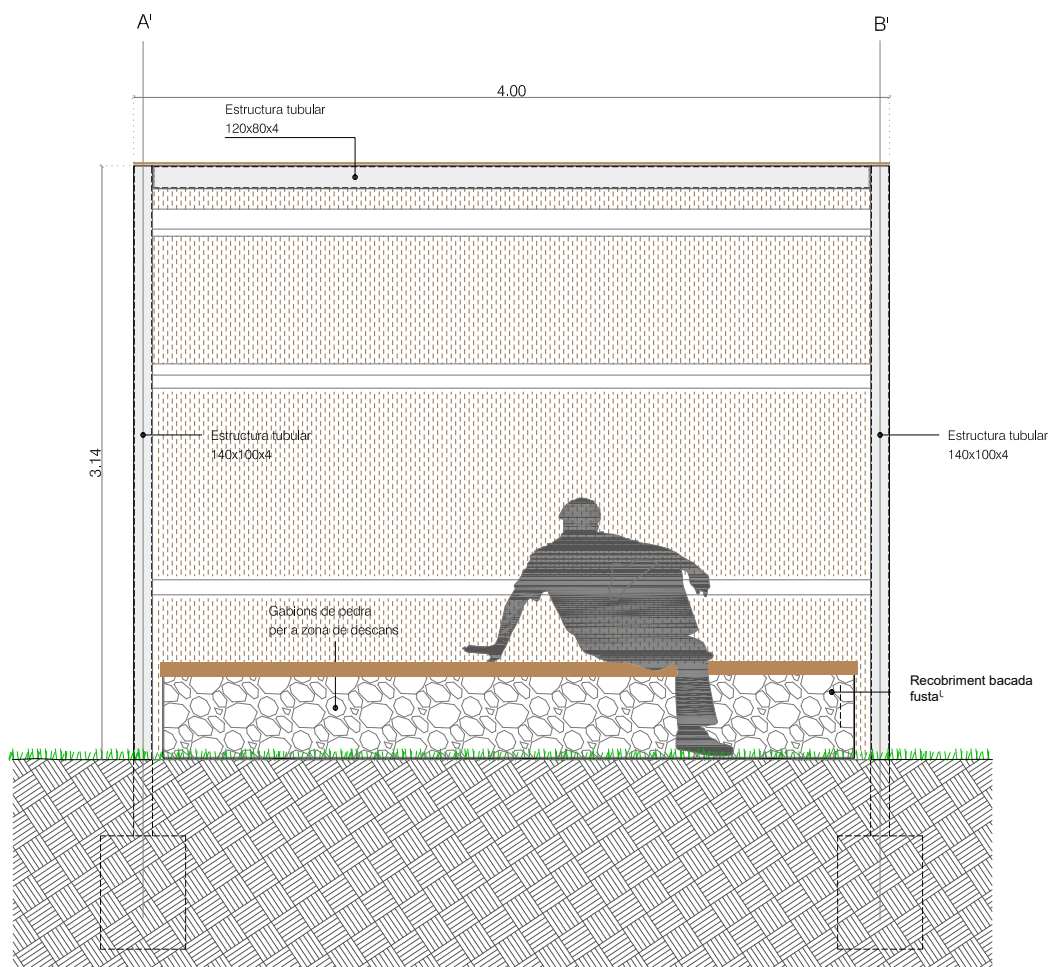 A'
B'
4.00
Estructura tubular
120x80x4
3.14
Estructura tubular
140x100x4
Estructura tubular
140x100x4
Gabions de pedra
per a zona de descans
Recobriment bacada
fusta